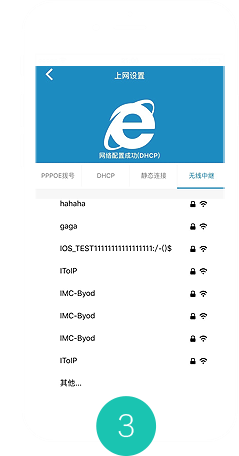 上网设置
网络配置成功(DHCP)
PPPOE拨号 DHCP 静态连接 无线中继
hahaha
gaga
IOS_TEST11111111111111111:/-()$
IToIP
IMC-Byod
IMC-Byod
IMC-Byod
IToIP
其他...
3